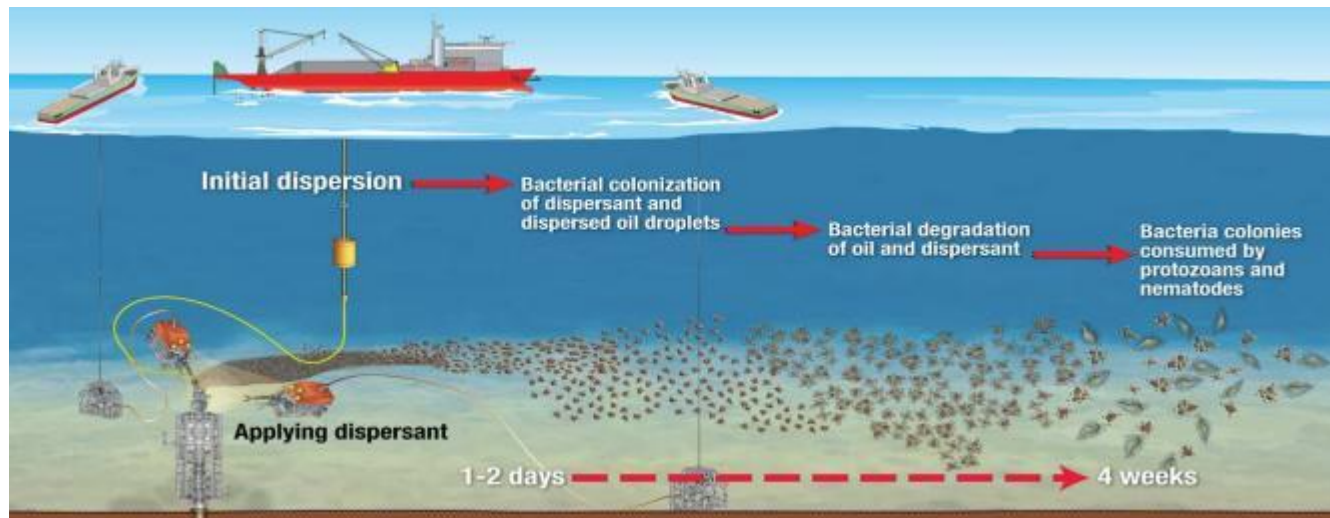 Initial dispersion
Bacterial colonization
of dispersant and
dispersed oil droplets
Bacterial degradation
of oil and dispersant
Bacteria colonies
consumed by
protozoans and
nematodes
Applying dispersant
1-2 days
4 weeks